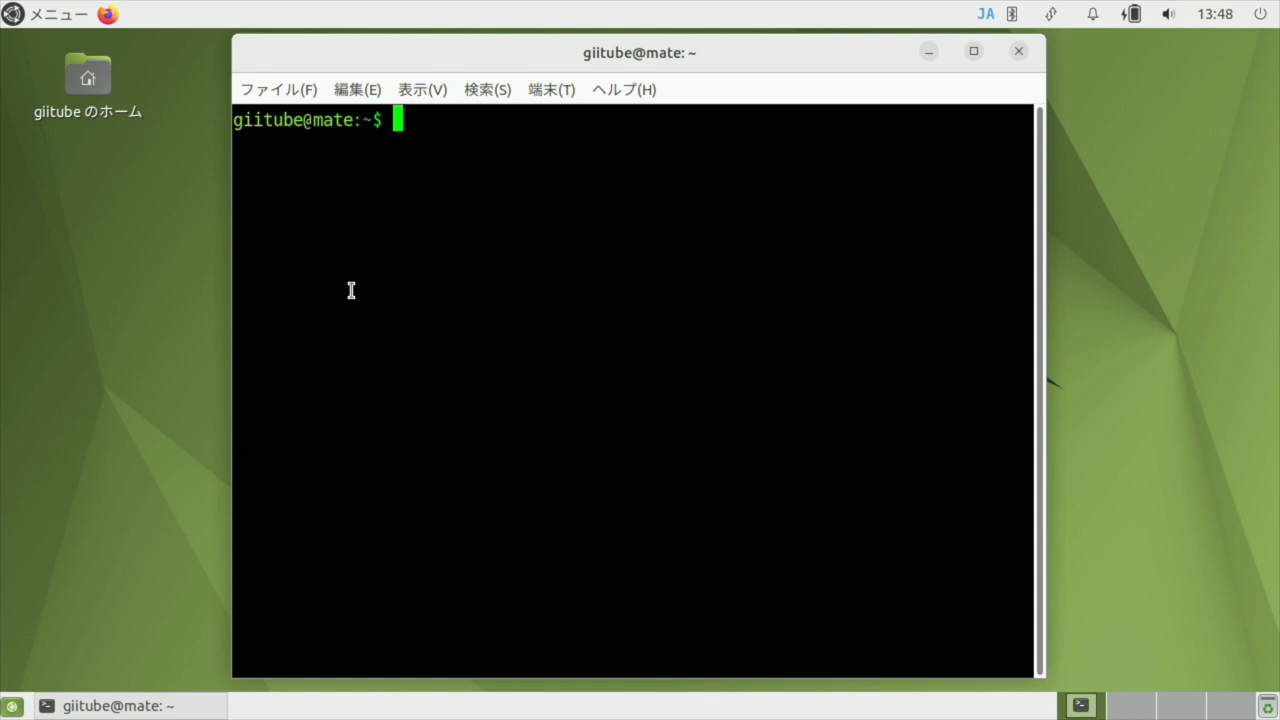 メニュー
JA
13:48
giitube のホーム
giitube@mate: ~
ファイル(F) 編集(E) 表示(V) 検索(S) 端末(T) ヘルプ(H)
giitube@mate:~$
giitube@mate: ~